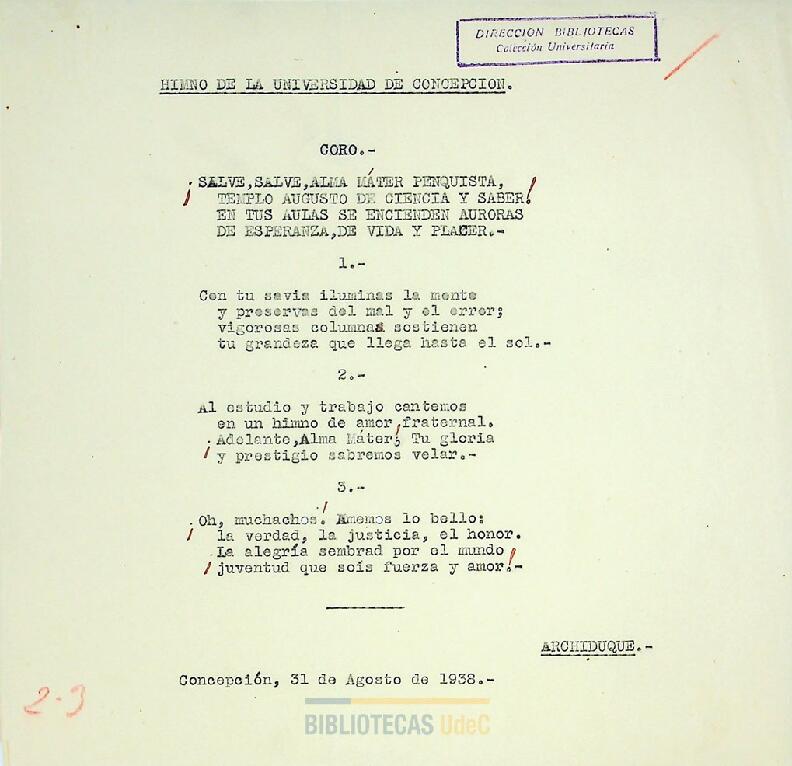 DIRECCION BIBLIOTECAS
Colección Universitaria
HIMNO DE LA UNIVERSIDAD DE CONCEPCION.
CORO.-
¡SALVE, SALVE, ALMA MÁTER PENQUISTA,
TEMPLO AUGUSTO DE CIENCIA Y SABER!
EN TUS AULAS SE ENCIENDEN AURORAS
DE ESPERANZA, DE VIDA Y PLACER.-
1.-
Con tu savia iluminas la mente
y preservas del mal y el error;
vigorosas columnas sostienen
tu grandeza que llega hasta el sol.-
2.-
Al estudio y trabajo cantemos
en un himno de amor fraternal.
¡Adelante, Alma Máter! Tu gloria
y prestigio sabremos velar.-
3.-
¡Oh, muchachos! Amemos lo bello:
la verdad, la justicia, el honor.
¡La alegría sembrad por el mundo
juventud que sois fuerza y amor!.-
ARCHIDUQUE.-
Concepción, 31 de Agosto de 1938.-
2-3
BIBLIOTECAS UdeC